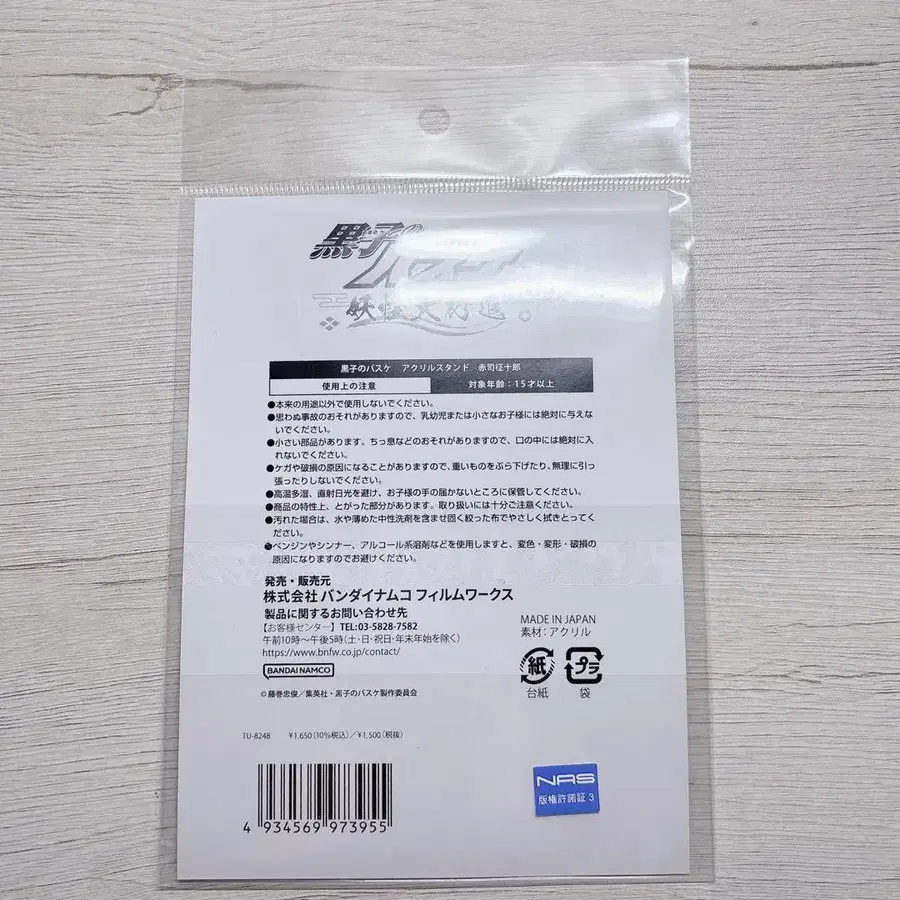 黒子の
黒子のバスケ アクリルスタンド 赤司征十郎
使用上の注意 対象年齢:15才以上
●本来の用途以外で使用しないでください。
●思わぬ事故のおそれがありますので、乳幼児または小さなお子様には絶対に与えな
いでください。
●小さい部品があります。ちっ息などのおそれがありますので、口の中には絶対に入
れないでください。
●ケガや破損の原因になることがありますので、重いものをぶら下げたり、無理に引っ
張ったりしないでください。
●高温多湿、直射日光を避け、お子様の手の届かないところに保管してください。
●商品の特性上、とがった部分があります。取り扱いには十分ご注意ください。
●汚れた場合は、水や薄めた中性洗剤を含ませ固く絞った布でやさしく拭きとってく
ださい。
●ベンジンやシンナー、アルコール系溶剤などを使用しますと、変色・変形・破損の
原因になりますのでお避けください。
発売・販売元
株式会社 バンダイナムコ フィルムワークス
製品に関するお問い合わせ先
【お客様センター】TEL:03-5828-7582
午前10時~午後5時(土・日・祝日・年末年始を除く)
https://www.bnfw.co.jp/contact/
BANDAI NAMCO
MADE IN JAPAN
素材:アクリル
紙 プラ
台紙 袋
©藤巻忠俊/集英社・黒子のバスケ製作委員会
TU-8248 ¥1,650(10%税込)/¥1,500(税抜)
4 934569 973955
NAS
版権許諾証 3